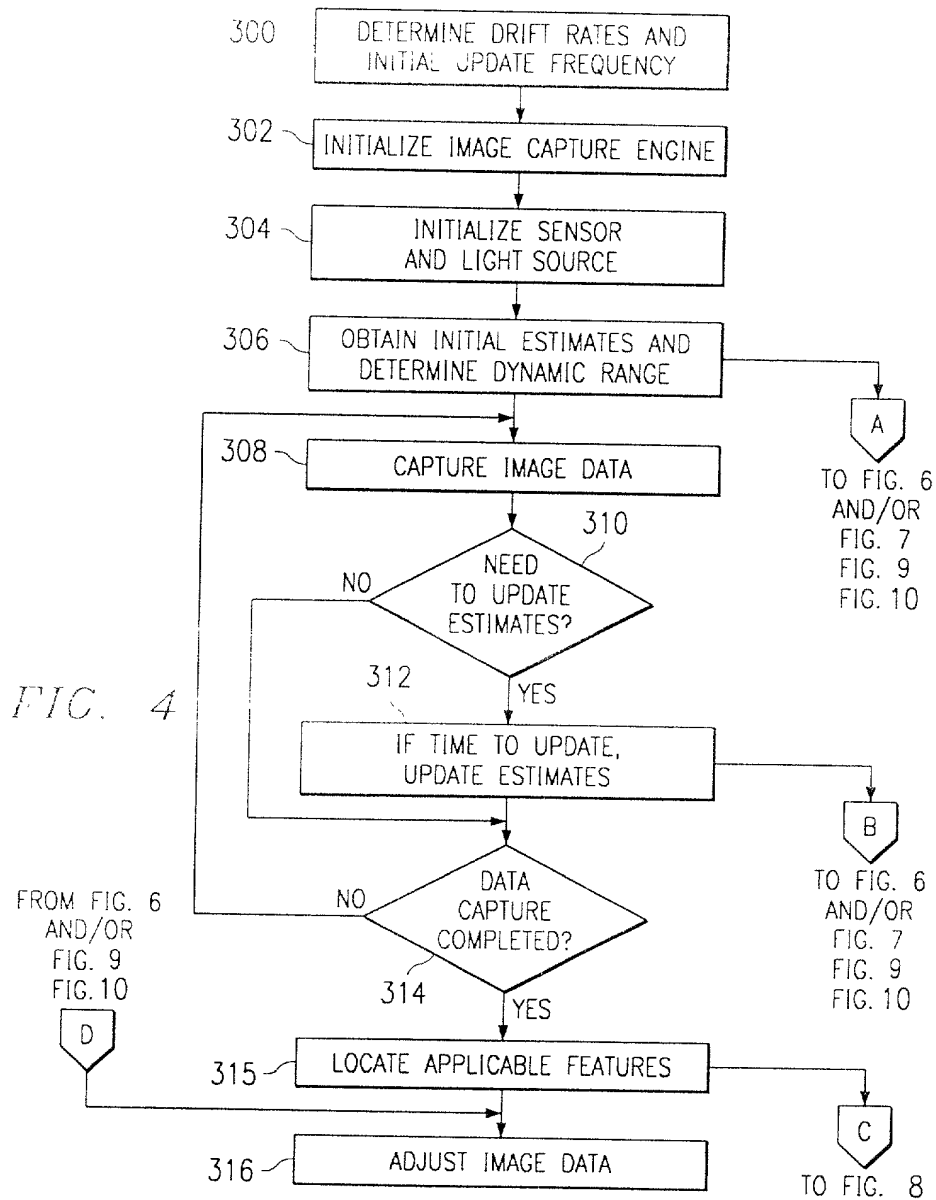 300
DETERMINE DRIFT RATES AND
INITIAL UPDATE FREQUENCY
302
INITIALIZE IMAGE CAPTURE ENGINE
304
INITIALIZE SENSOR
AND LIGHT SOURCE
306
OBTAIN INITIAL ESTIMATES AND
DETERMINE DYNAMIC RANGE
A
TO FIG. 6
AND/OR
FIG. 7
FIG. 9
FIG. 10
308
CAPTURE IMAGE DATA
310
NEED
TO UPDATE
ESTIMATES?
NO
YES
FIG. 4
312
IF TIME TO UPDATE,
UPDATE ESTIMATES
B
TO FIG. 6
AND/OR
FIG. 7
FIG. 9
FIG. 10
DATA
CAPTURE
COMPLETED?
NO
314
YES
FROM FIG. 6
AND/OR
FIG. 9
FIG. 10
D
315
LOCATE APPLICABLE FEATURES
C
TO FIG. 8
316
ADJUST IMAGE DATA